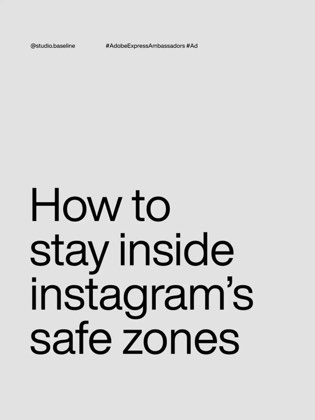 @studio.baseline #AdobeExpressAmbassadors #Ad
How to
stay inside
instagram's
safe zones